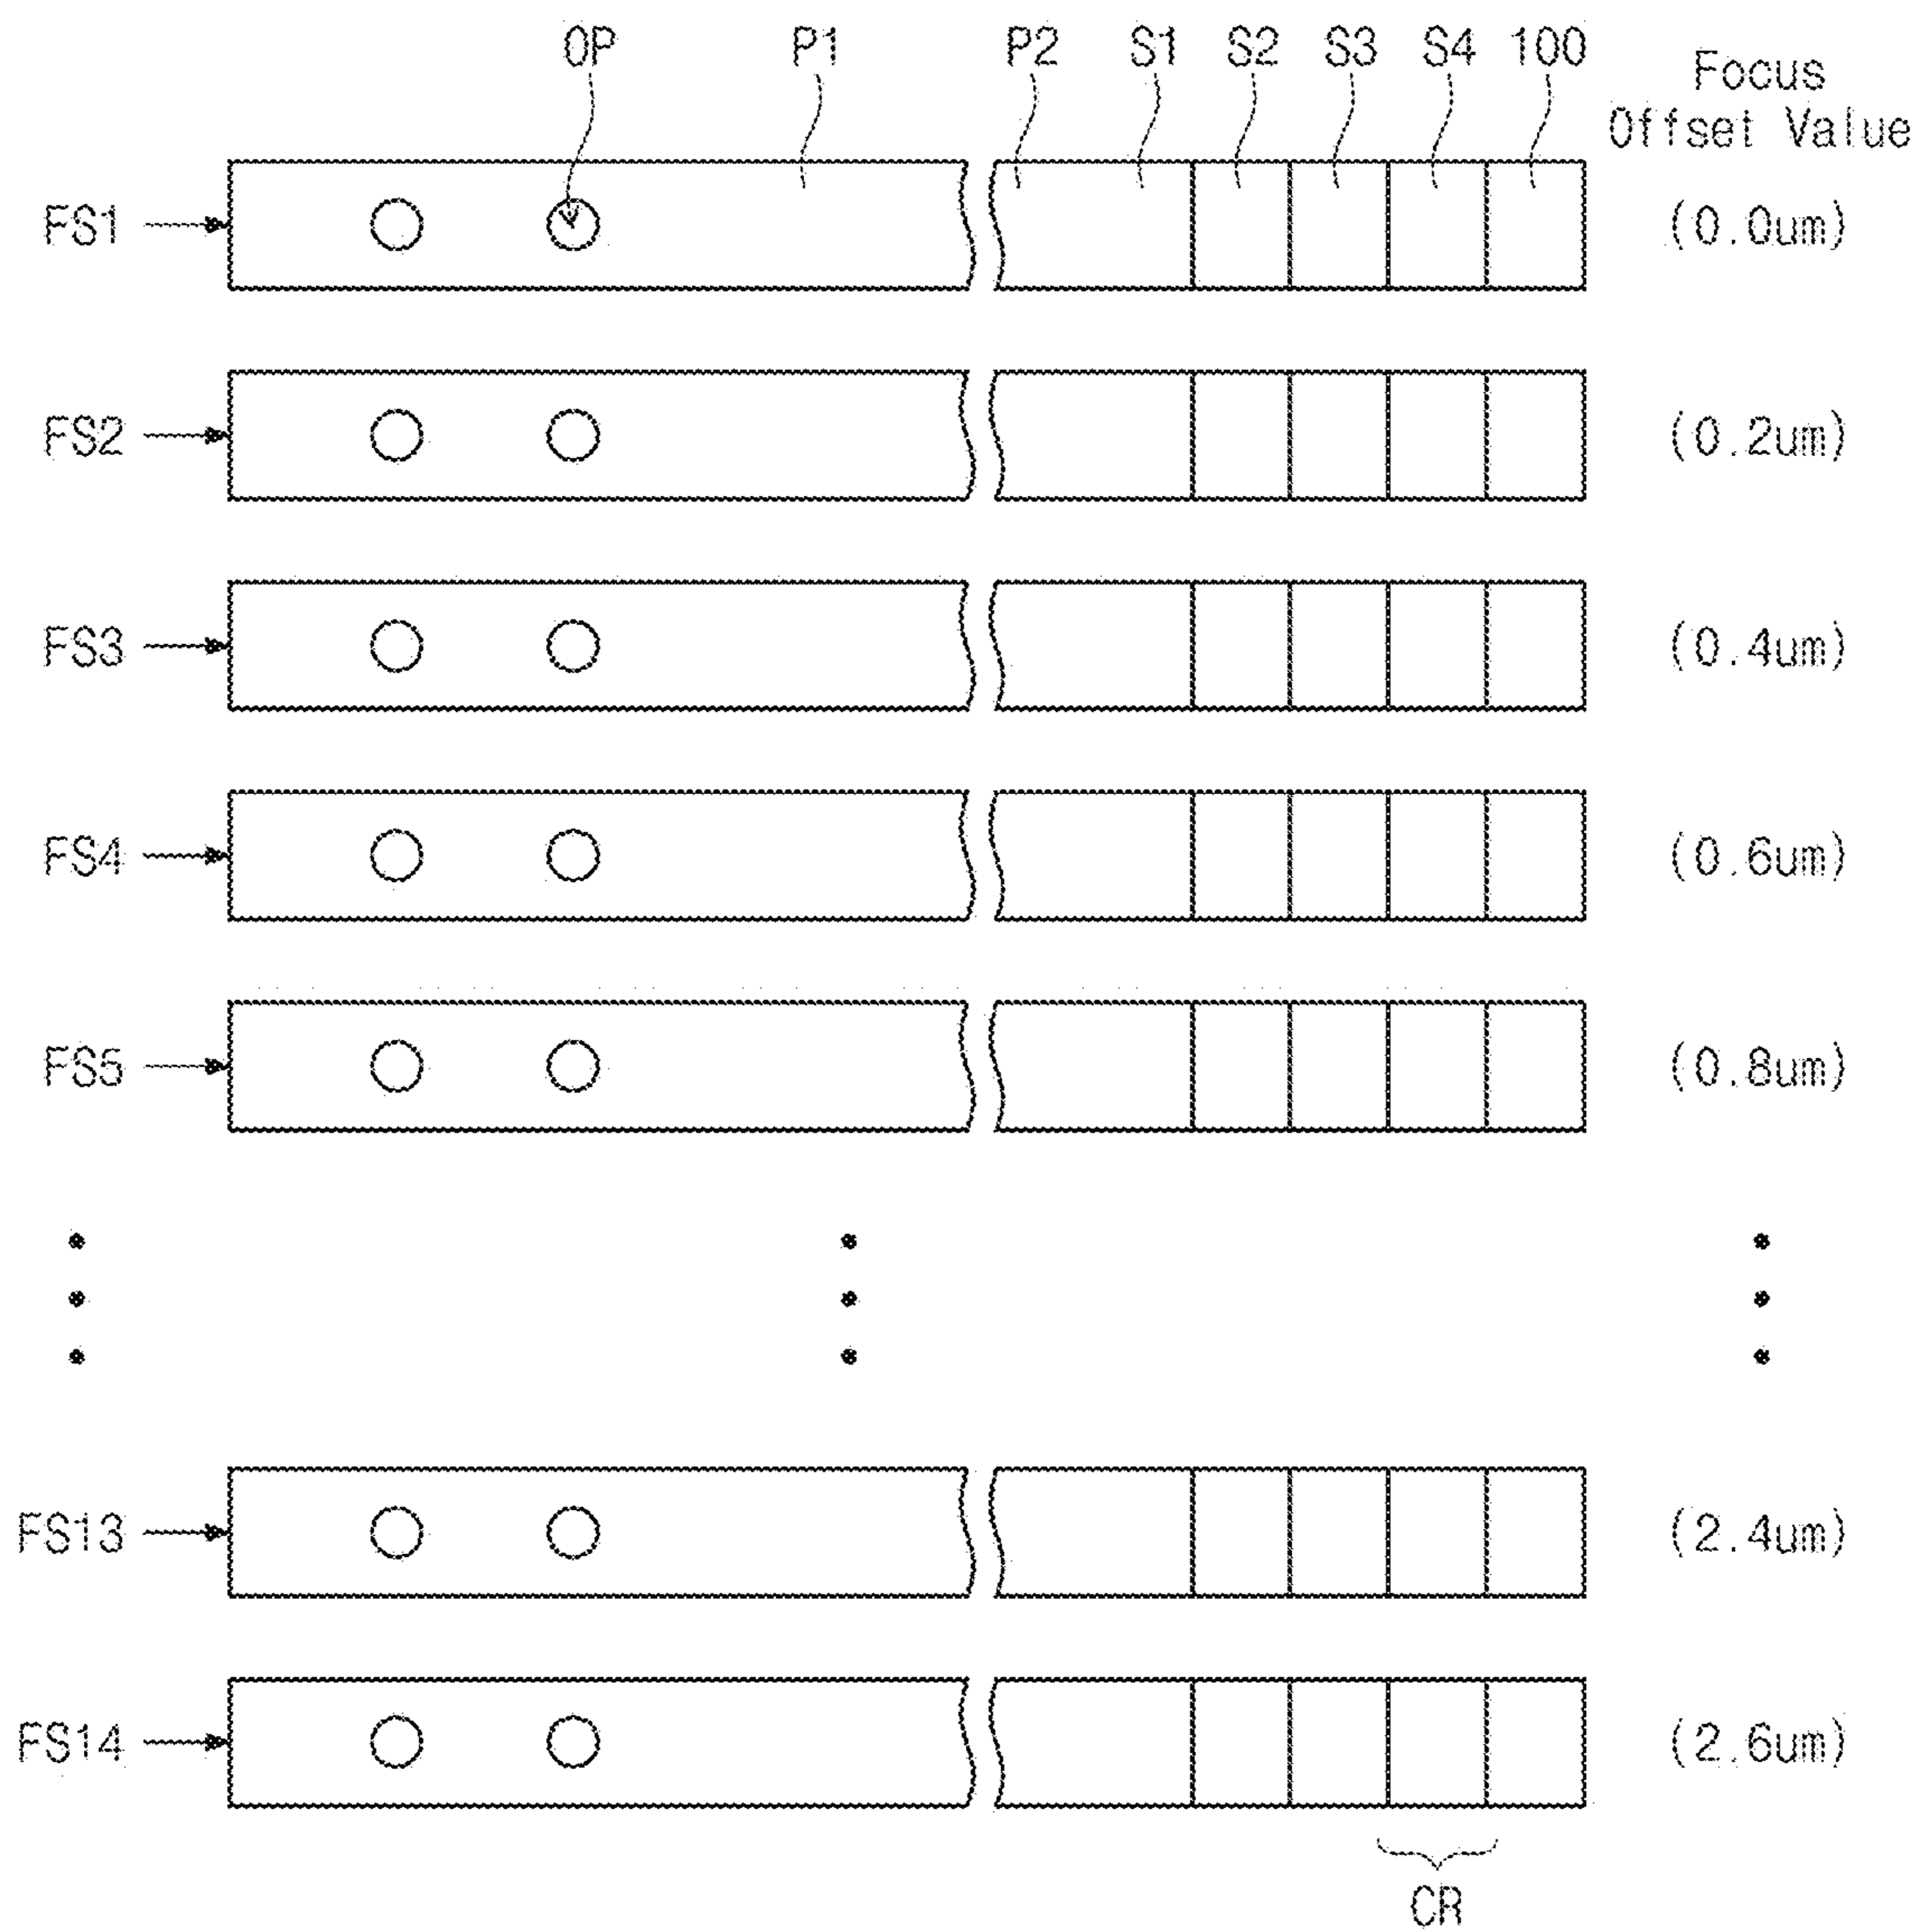 OP P1 P2 S1 S2 S3 S4 100
Focus
Offset Value
FS1 (0.0um)
FS2 (0.2um)
FS3 (0.4um)
FS4 (0.6um)
FS5 (0.8um)
FS13 (2.4um)
FS14 (2.6um)
CR